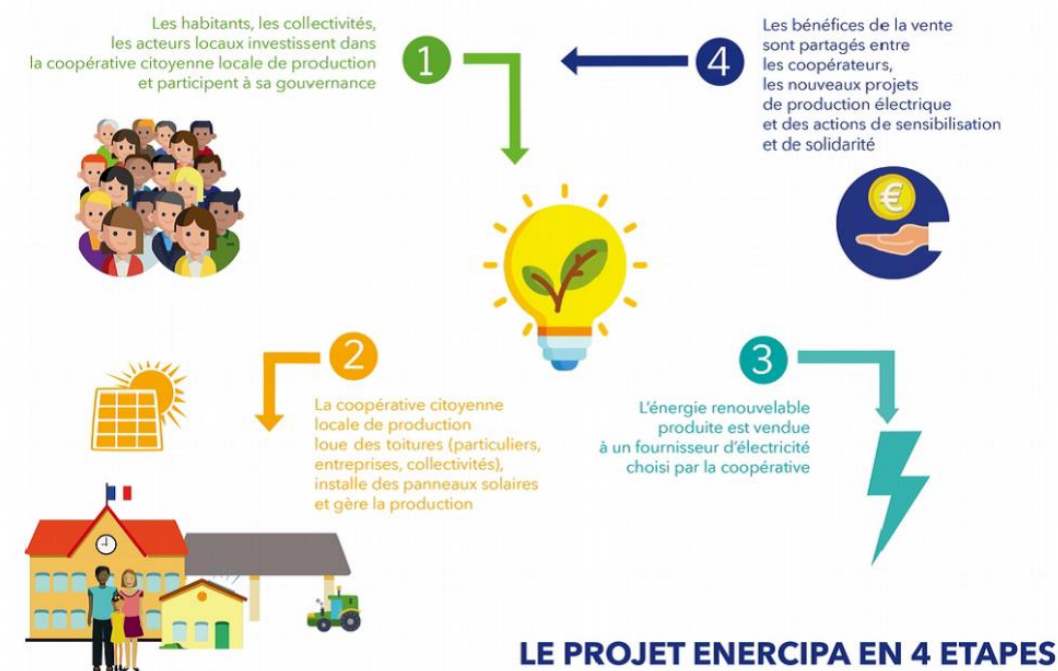 Les habitants, les collectivités,
les acteurs locaux investissent dans
la coopérative citoyenne locale de production
et participent à sa gouvernance
1
4
Les bénéfices de la vente
sont partagés entre
les coopérateurs,
les nouveaux projets
de production électrique
et des actions de sensibilisation
et de solidarité
€
2
La coopérative citoyenne
locale de production
loue des toitures (particuliers,
entreprises, collectivités),
installe des panneaux solaires
et gère la production
3
L'énergie renouvelable
produite est vendue
à un fournisseur d'électricité
choisi par la coopérative
LE PROJET ENERCIPA EN 4 ETAPES